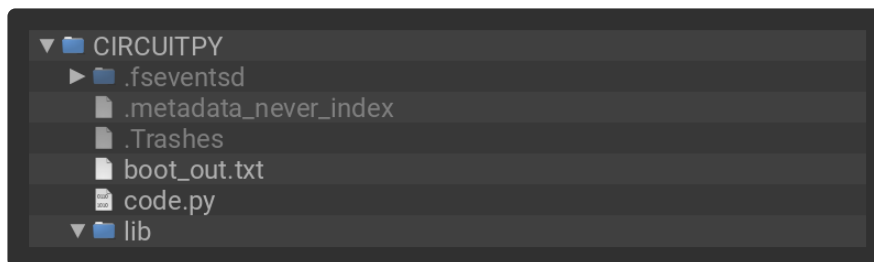 CIRCUITPY
.fseventsd
.metadata_never_index
.Trashes
boot_out.txt
code.py
lib